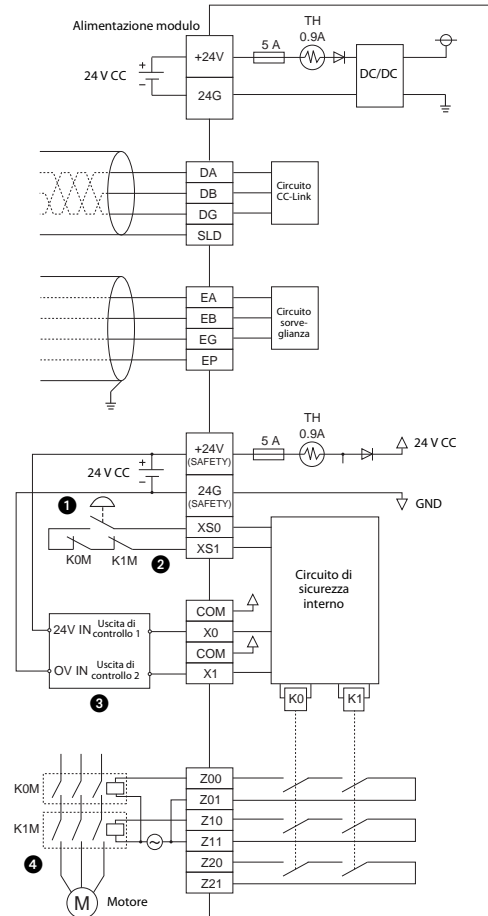 Alimentazione modulo
24 V CC
+
−
+24V
24G
5 A
TH
0.9A
DC/DC
DA
DB
DG
SLD
Circuito
CC-Link
EA
EB
EG
EP
Circuito
sorve-
glianza
24 V CC
+
−
+24V
(SAFETY)
24G
(SAFETY)
5 A
TH
0.9A
24 V CC
GND
1
K0M
K1M
2
XS0
XS1
Circuito di
sicurezza
interno
24V IN
Uscita di
controllo 1
OV IN
Uscita di
controllo 2
3
COM
X0
COM
X1
K0
K1
K0M
K1M
4
M
Motore
Z00
Z01
Z10
Z11
Z20
Z21